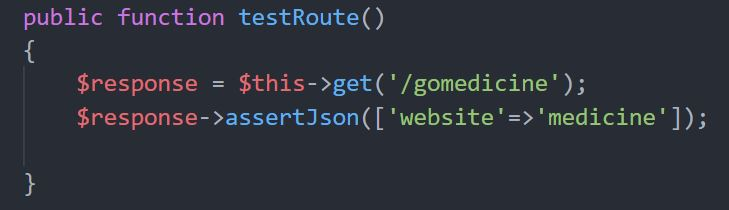 public function testRoute()
{
    $response = $this->get('/gomedicine');
    $response->assertJson(['website'=>'medicine']);
}